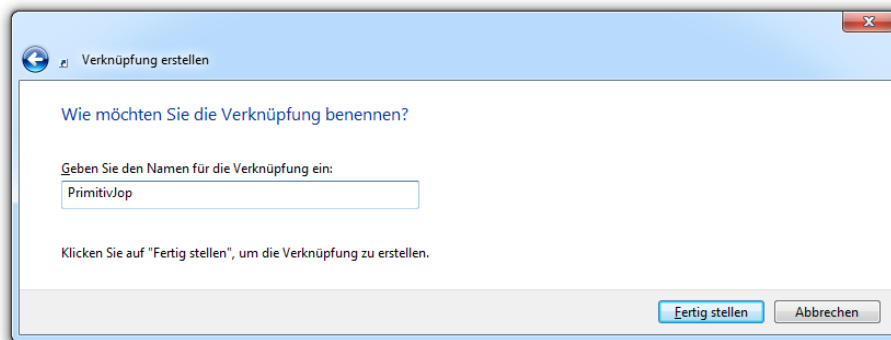 Verknüpfung erstellen
Wie möchten Sie die Verknüpfung benennen?
Geben Sie den Namen für die Verknüpfung ein:
PrimitivJop
Klicken Sie auf "Fertig stellen", um die Verknüpfung zu erstellen.
Fertig stellen Abbrechen